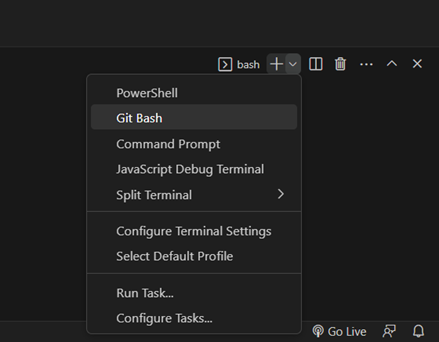 bash
PowerShell
Git Bash
Command Prompt
JavaScript Debug Terminal
Split Terminal
Configure Terminal Settings
Select Default Profile
Run Task...
Configure Tasks...
Go Live